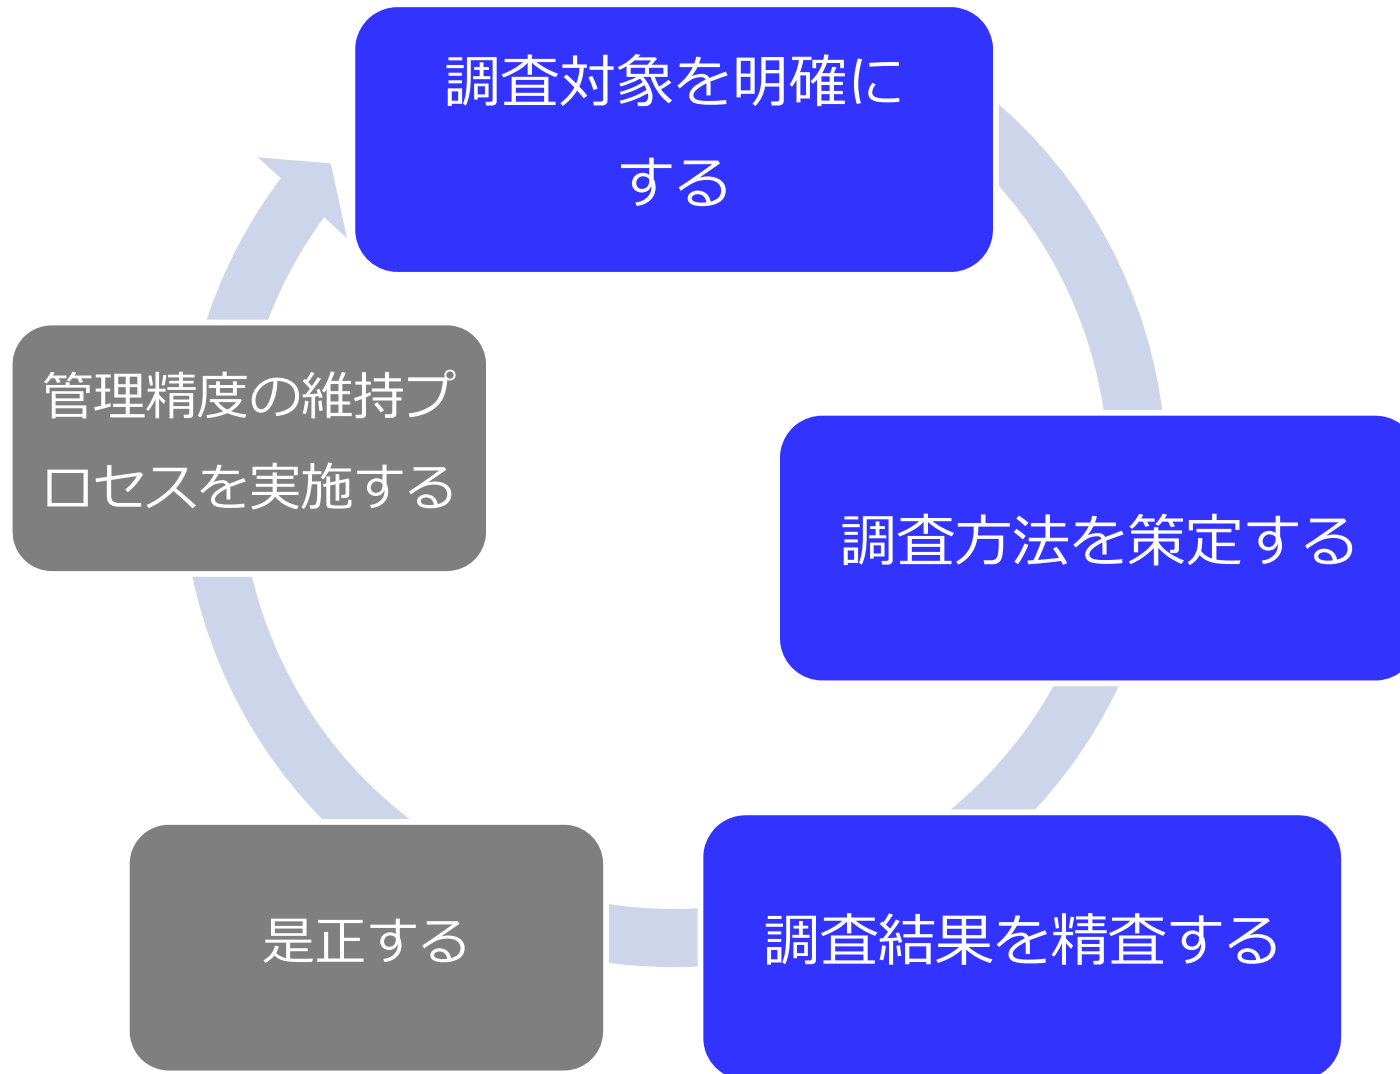 調査対象を明確に
する
調査方法を策定する
調査結果を精査する
是正する
管理精度の維持プ
ロセスを実施する